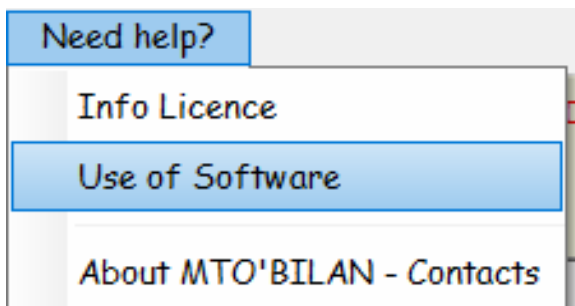 Need help?
Info Licence
Use of Software
About MTO'BILAN - Contacts